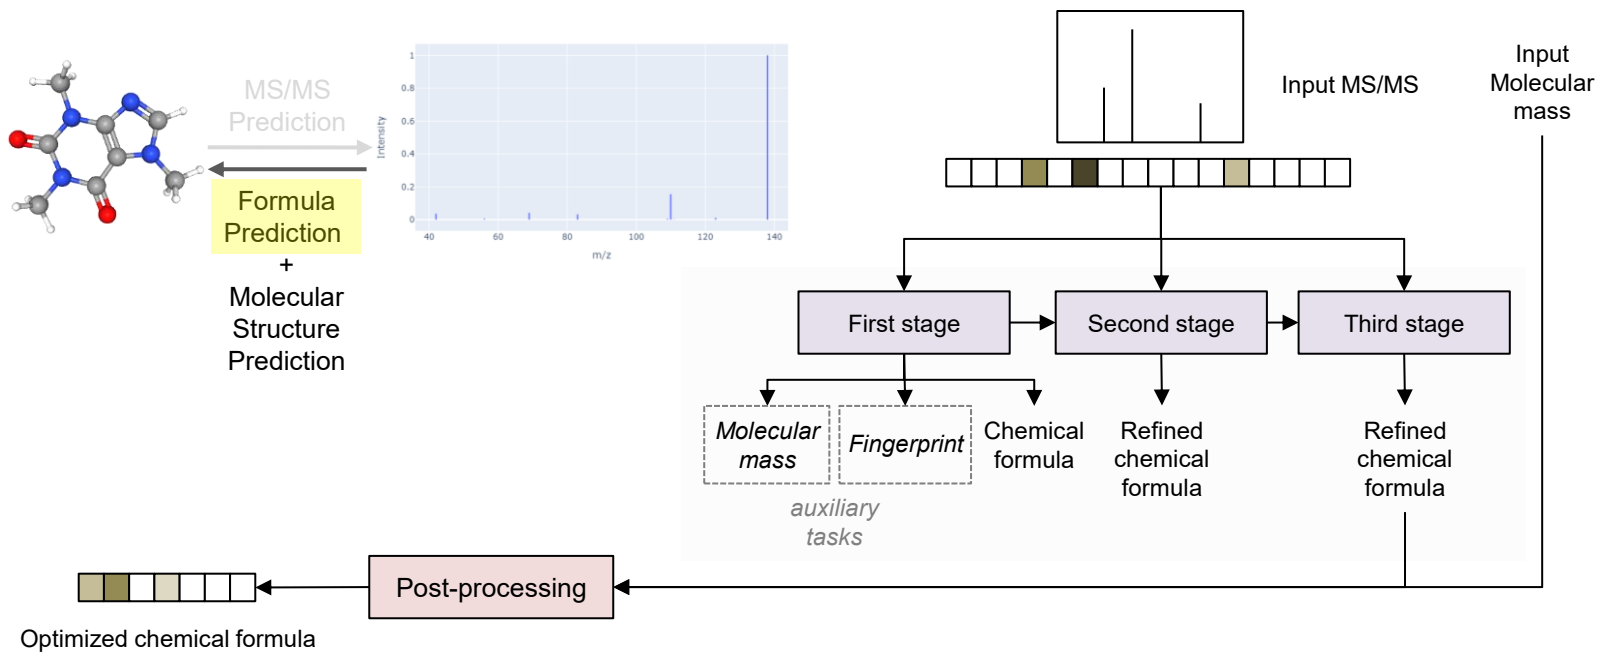 MS/MS
Prediction
Formula
Prediction
+
Molecular
Structure
Prediction
Intensity
1
0.8
0.6
0.4
0.2
0
40
60
80
100
120
140
m/z
Input MS/MS
Input
Molecular
mass
First stage
Second stage
Third stage
Molecular
mass
Fingerprint
Chemical
formula
Refined
chemical
formula
Refined
chemical
formula
auxiliary
tasks
Post-processing
Optimized chemical formula